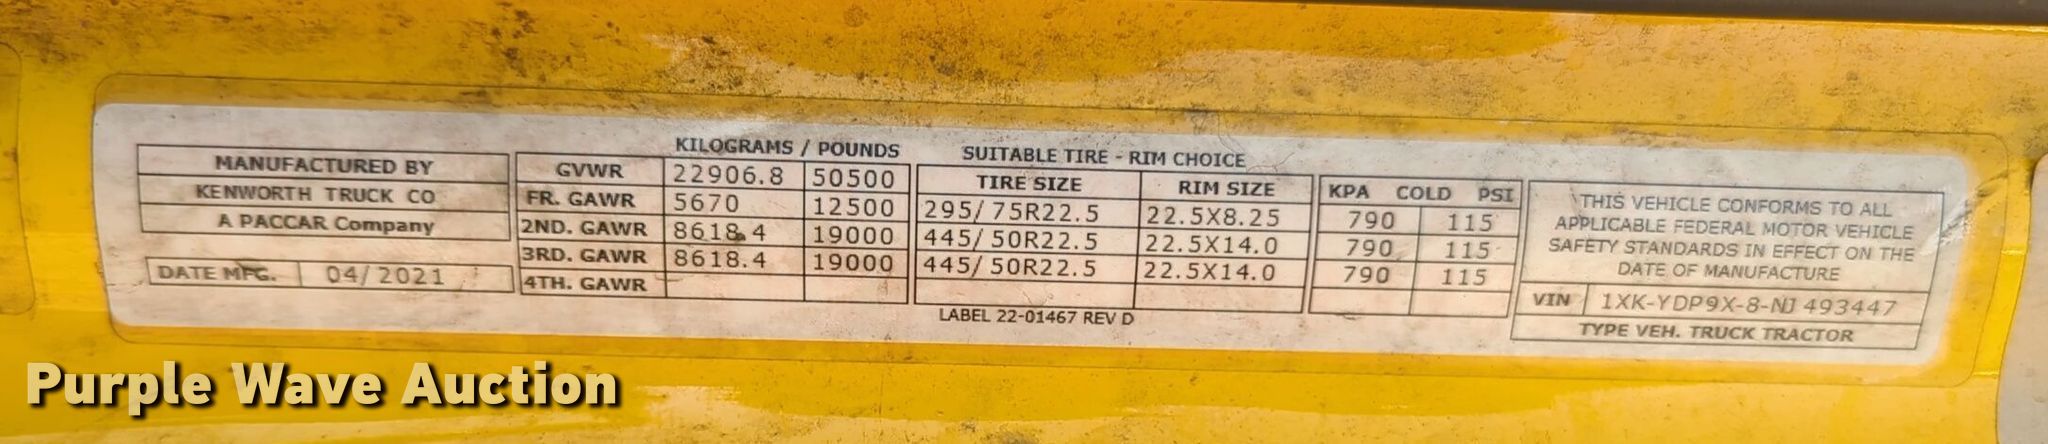 MANUFACTURED BY
KENWORTH TRUCK CO
A PACCAR Company
DATE MFG. 04/2021
KILOGRAMS / POUNDS
GVWR 22906.8 50500
FR. GAWR 5670 12500
2ND. GAWR 8618.4 19000
3RD. GAWR 8618.4 19000
4TH. GAWR
SUITABLE TIRE - RIM CHOICE
TIRE SIZE RIM SIZE
295/75R22.5 22.5X8.25
445/50R22.5 22.5X14.0
445/50R22.5 22.5X14.0
KPA COLD PSI
790 115
790 115
790 115
LABEL 22-01467 REV D
THIS VEHICLE CONFORMS TO ALL
APPLICABLE FEDERAL MOTOR VEHICLE
SAFETY STANDARDS IN EFFECT ON THE
DATE OF MANUFACTURE
VIN 1XK-YDP9X-8-NJ 493447
TYPE VEH. TRUCK TRACTOR
Purple Wave Auction